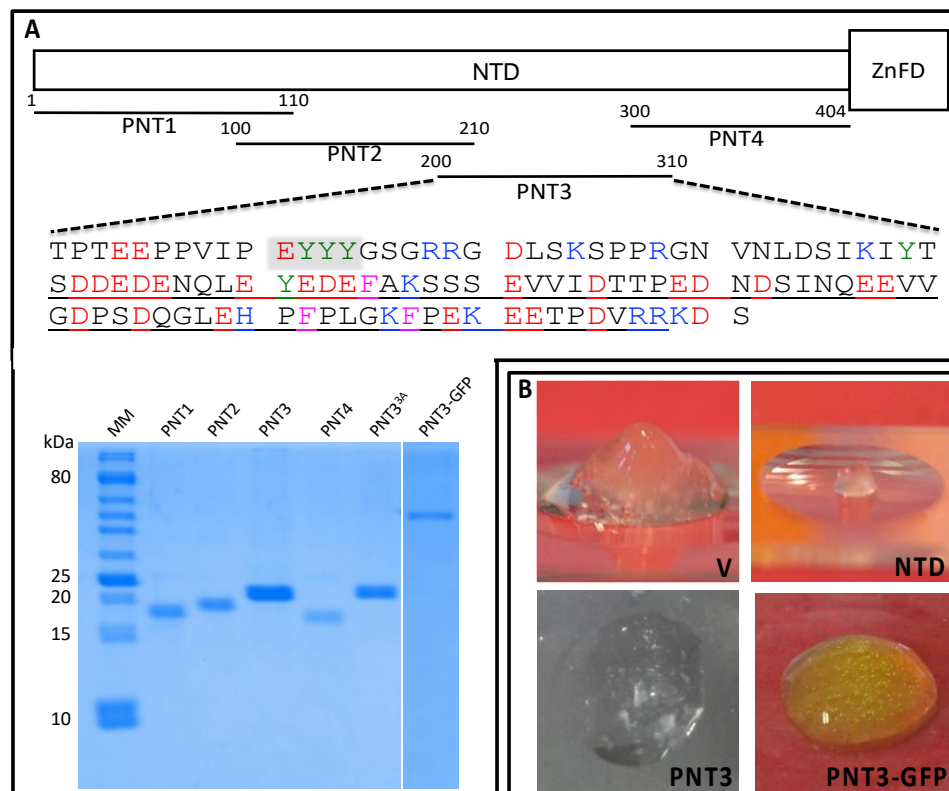 A
NTD
ZnFD
1
110
300
404
PNT1
100
210
PNT4
PNT2
200
310
PNT3
TPTEEPPVIP EYYYGSGRRG DLSKSPPRGN VNLDSIKIYT
SDDEDENQLE YEDEFAKSSS EVVIDTTPED NDSINQEEVV
GDPSDQGLEH PFPLGKFPEK EETPDVRRKD S
kDa
MM
PNT1
PNT2
PNT3
PNT4
PNT3³ᴬ
PNT3-GFP
80
25
20
15
10
B
V
NTD
PNT3
PNT3-GFP